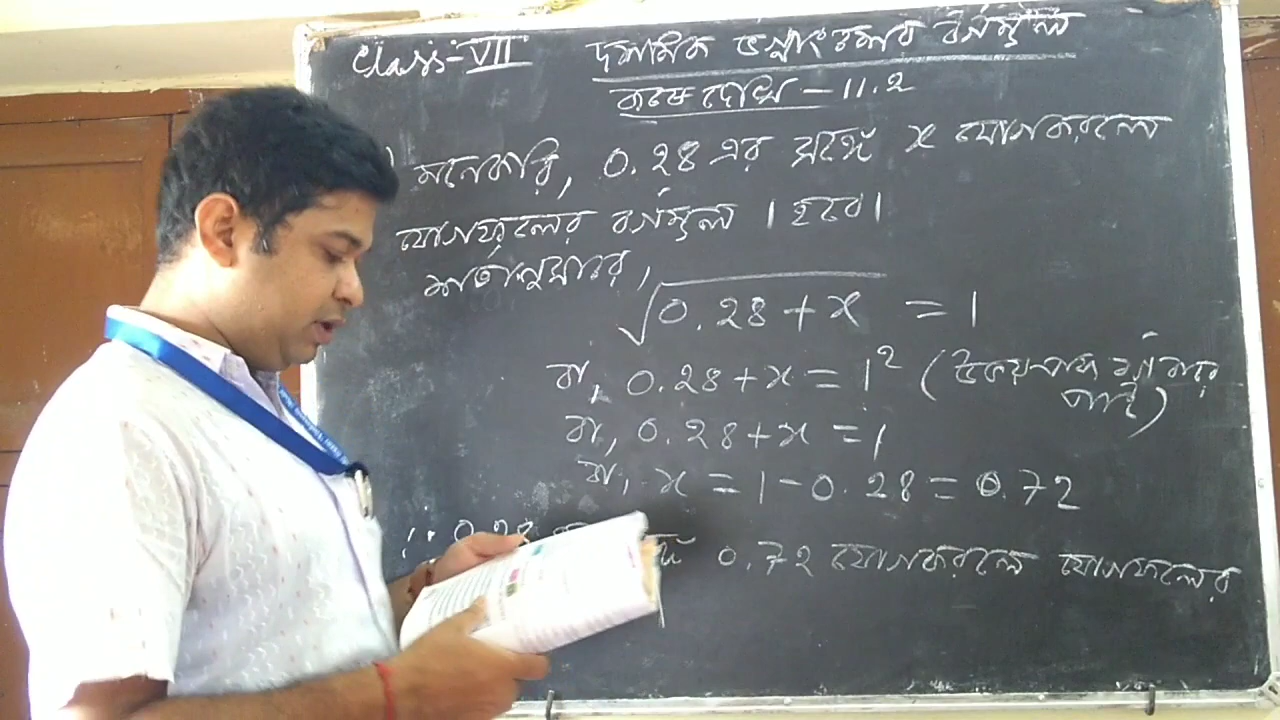 Class-VII দশমিক ভগ্নাংশের বর্গমূল
কষে দেখি - 11.2
মনেকরি, 0.28 এর সঙ্গে x যোগকরলে
যোগফলের বর্গমূল 1 হবে।
শর্তানুসারে,
√0.28+x = 1
বা, 0.28+x = 1² (উভয়পক্ষে বর্গ করে
পাই)
বা, 0.28+x = 1
বা, x = 1-0.28 = 0.72
∴ 0.28 0.72 যোগকরলে যোগফলের